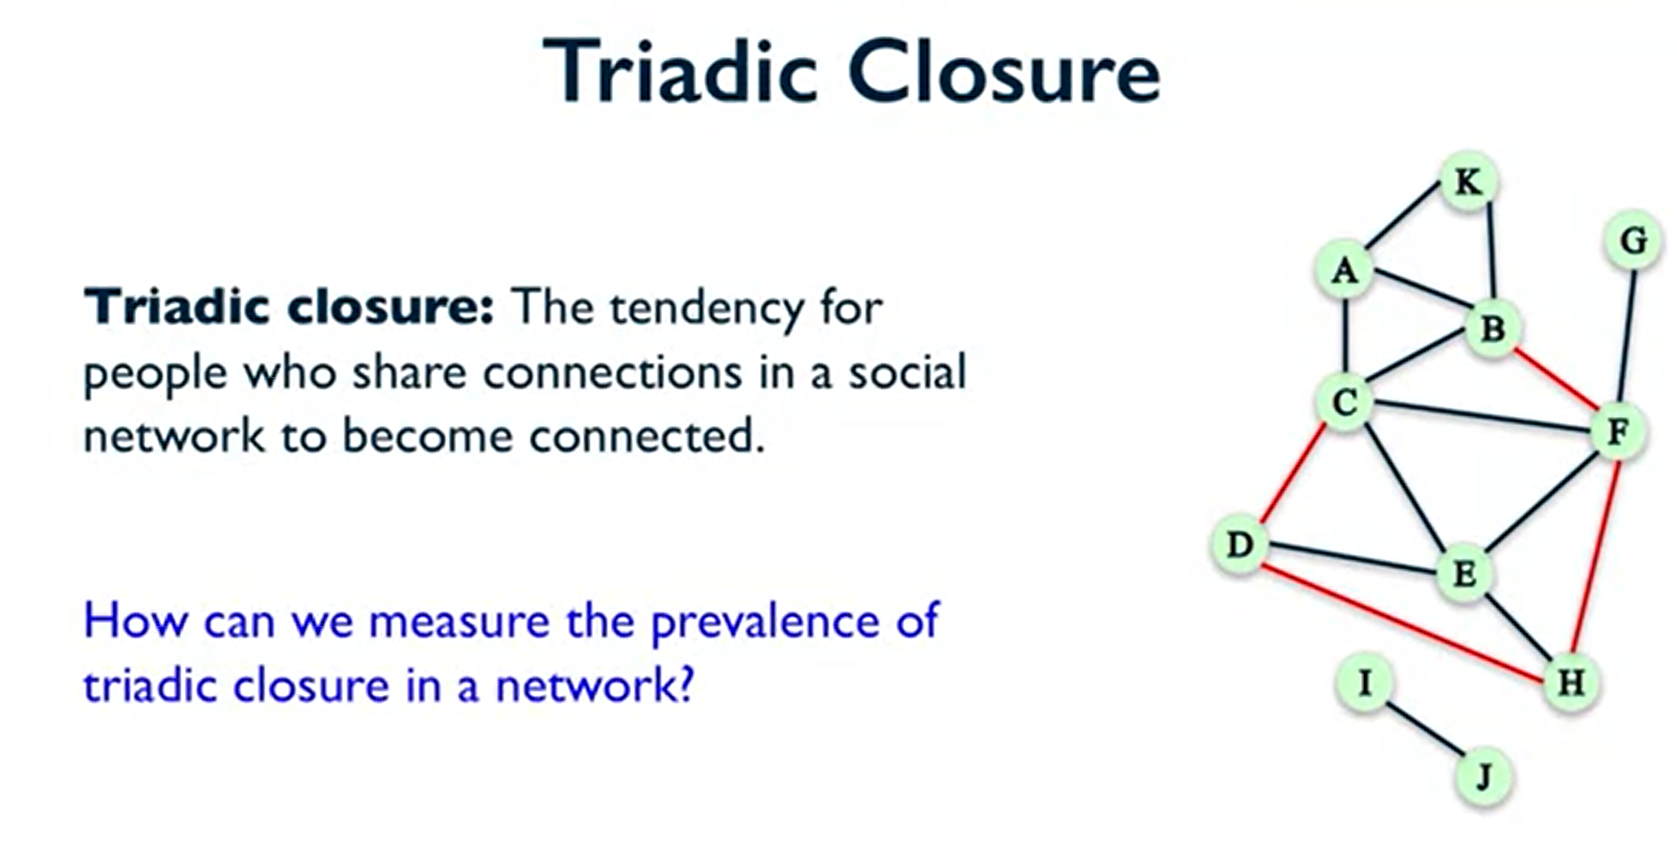 Triadic Closure
Triadic closure: The tendency for
people who share connections in a social
network to become connected.
How can we measure the prevalence of
triadic closure in a network?
K
G
A
B
C
F
D
E
I
H
J